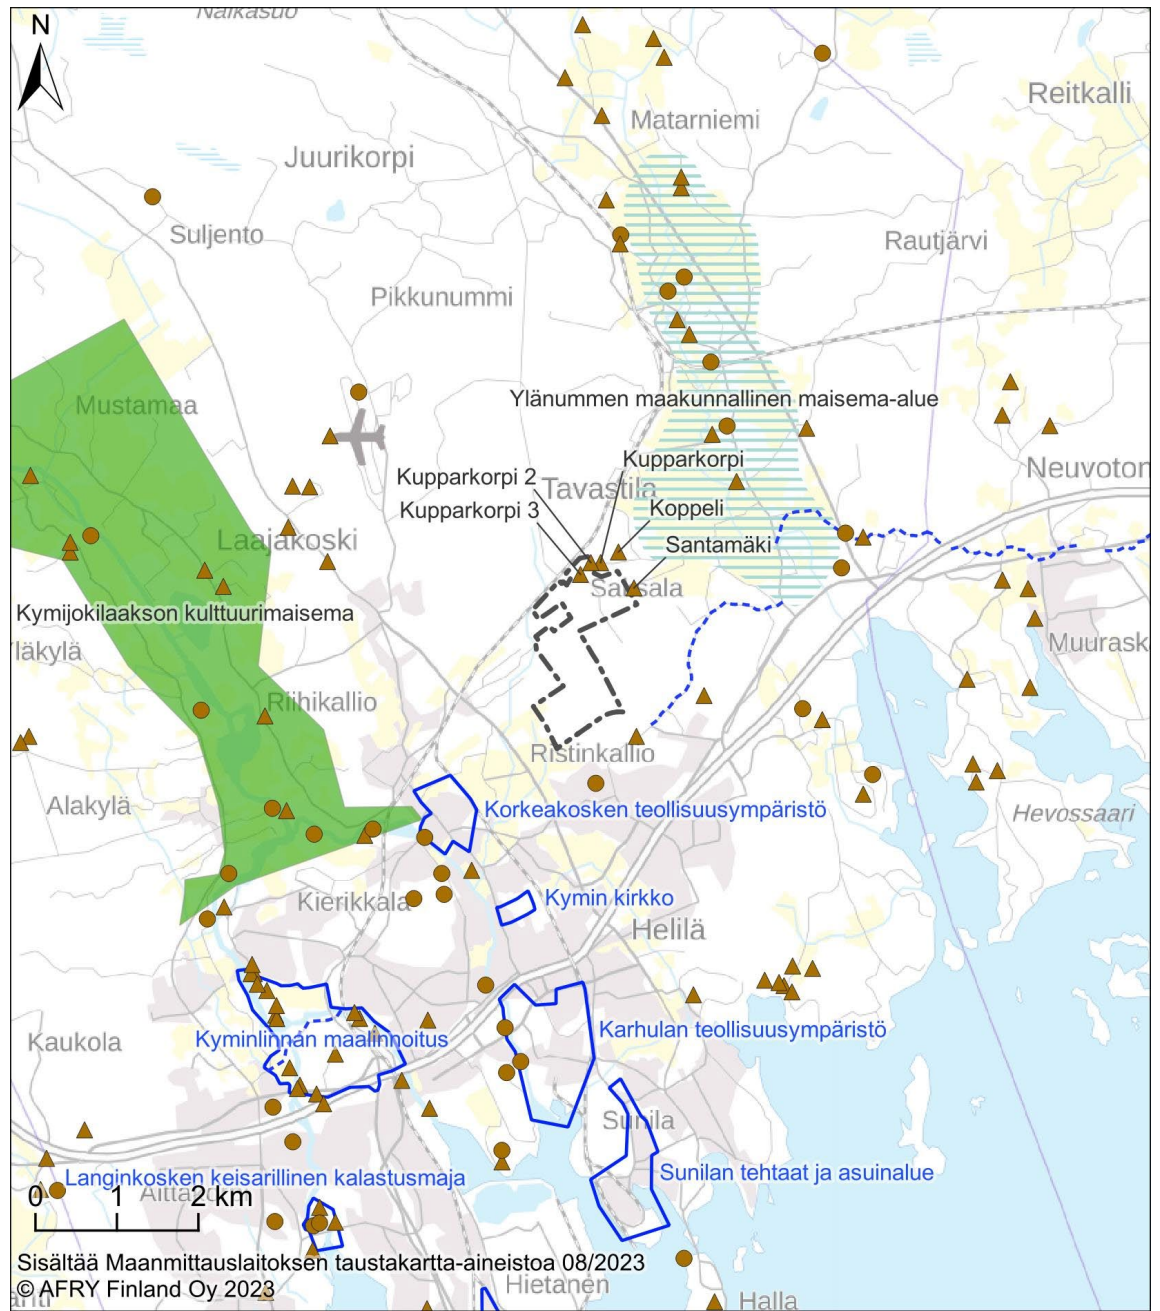 Nalkasuo
N
Reitkalli
Matarniemi
Juurikorpi
Suljento
Rautjärvi
Pikkunummi
Mustamaa
Ylänummen maakunnallinen maisema-alue
Kupparkorpi
Neuvoton
Kupparkorpi 2
Tavastila
Kupparkorpi 3
Koppeli
Laajakoski
Santamäki
Kymijokilaakson kulttuurimaisema
Muurask
Riihikallio
Ristinkallio
Alakylä
Korkeakosken teollisuusympäristö
Hevossaari
Kierikkala
Kymin kirkko
Helilä
Kaukola
Kyminlinnan maalinnoitus
Karhulan teollisuusympäristö
Sunila
Langinkosken keisarillinen kalastusmaja
Sunilan tehtaat ja asuinalue
0 1 2 km
Sisältää Maanmittauslaitoksen taustakartta-aineistoa 08/2023
© AFRY Finland Oy 2023
Hietanen
Halla